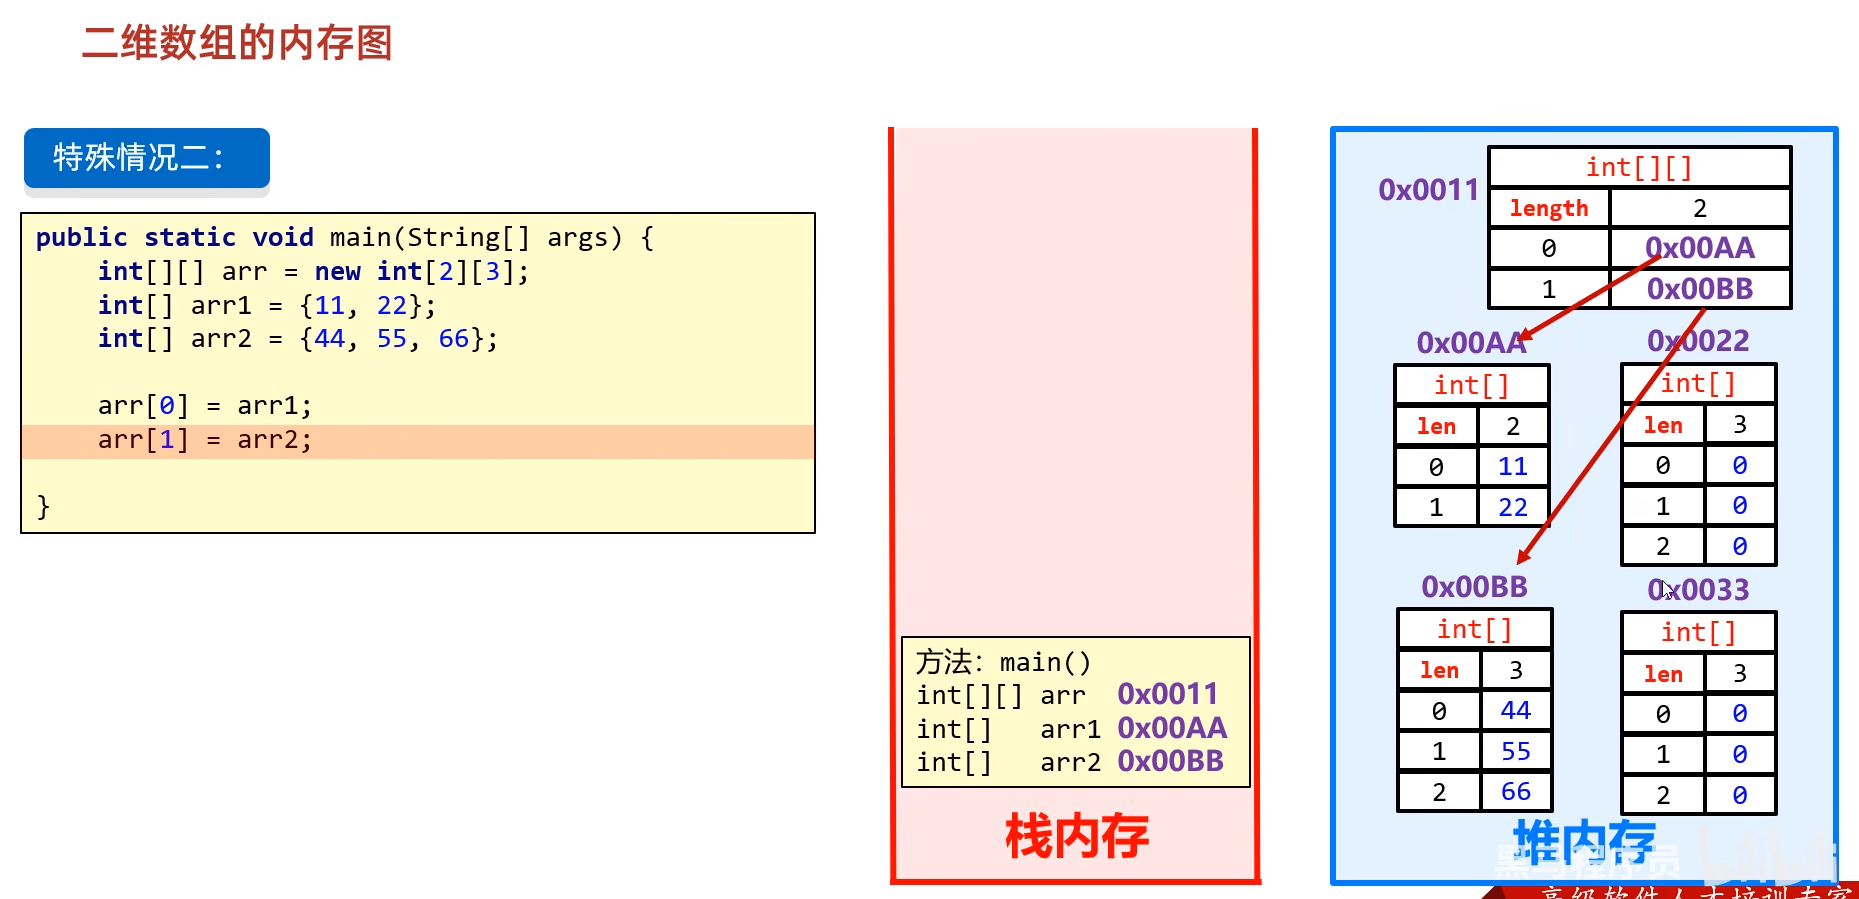 二维数组的内存图
特殊情况二：
public static void main(String[] args) {
int[][] arr = new int[2][3];
int[] arr1 = {11, 22};
int[] arr2 = {44, 55, 66};
arr[0] = arr1;
arr[1] = arr2;
}
方法：main()
int[][] arr 0x0011
int[] arr1 0x00AA
int[] arr2 0x00BB
栈内存
0x0011
int[][]
length 2
0 0x00AA
1 0x00BB
0x00AA
int[]
len 2
0 11
1 22
0x0022
int[]
len 3
0 0
1 0
2 0
0x00BB
int[]
len 3
0 44
1 55
2 66
0x0033
int[]
len 3
0 0
1 0
2 0
堆内存
黑马程序员 bilibili
高级软件人才培训专家